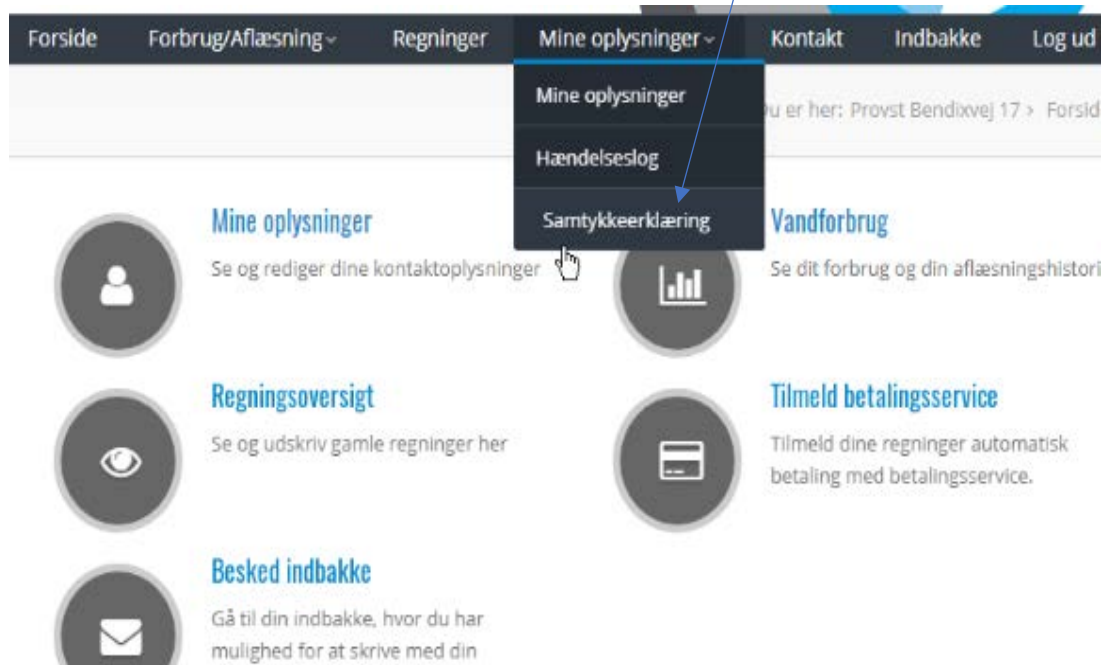 Forside Forbrug/Aflæsning Regninger Mine oplysninger Kontakt Indbakke Log ud
Mine oplysninger
Hændelseslog
Samtykkeerklæring
er her: Provst Bendixvej 17 > Forsid
Mine oplysninger
Se og rediger dine kontaktoplysninger
Vandforbrug
Se dit forbrug og din aflæsningshistori
Regningsoversigt
Se og udskriv gamle regninger her
Tilmeld betalingsservice
Tilmeld dine regninger automatisk
betaling med betalingsservice.
Besked indbakke
Gå til din indbakke, hvor du har
mulighed for at skrive med din